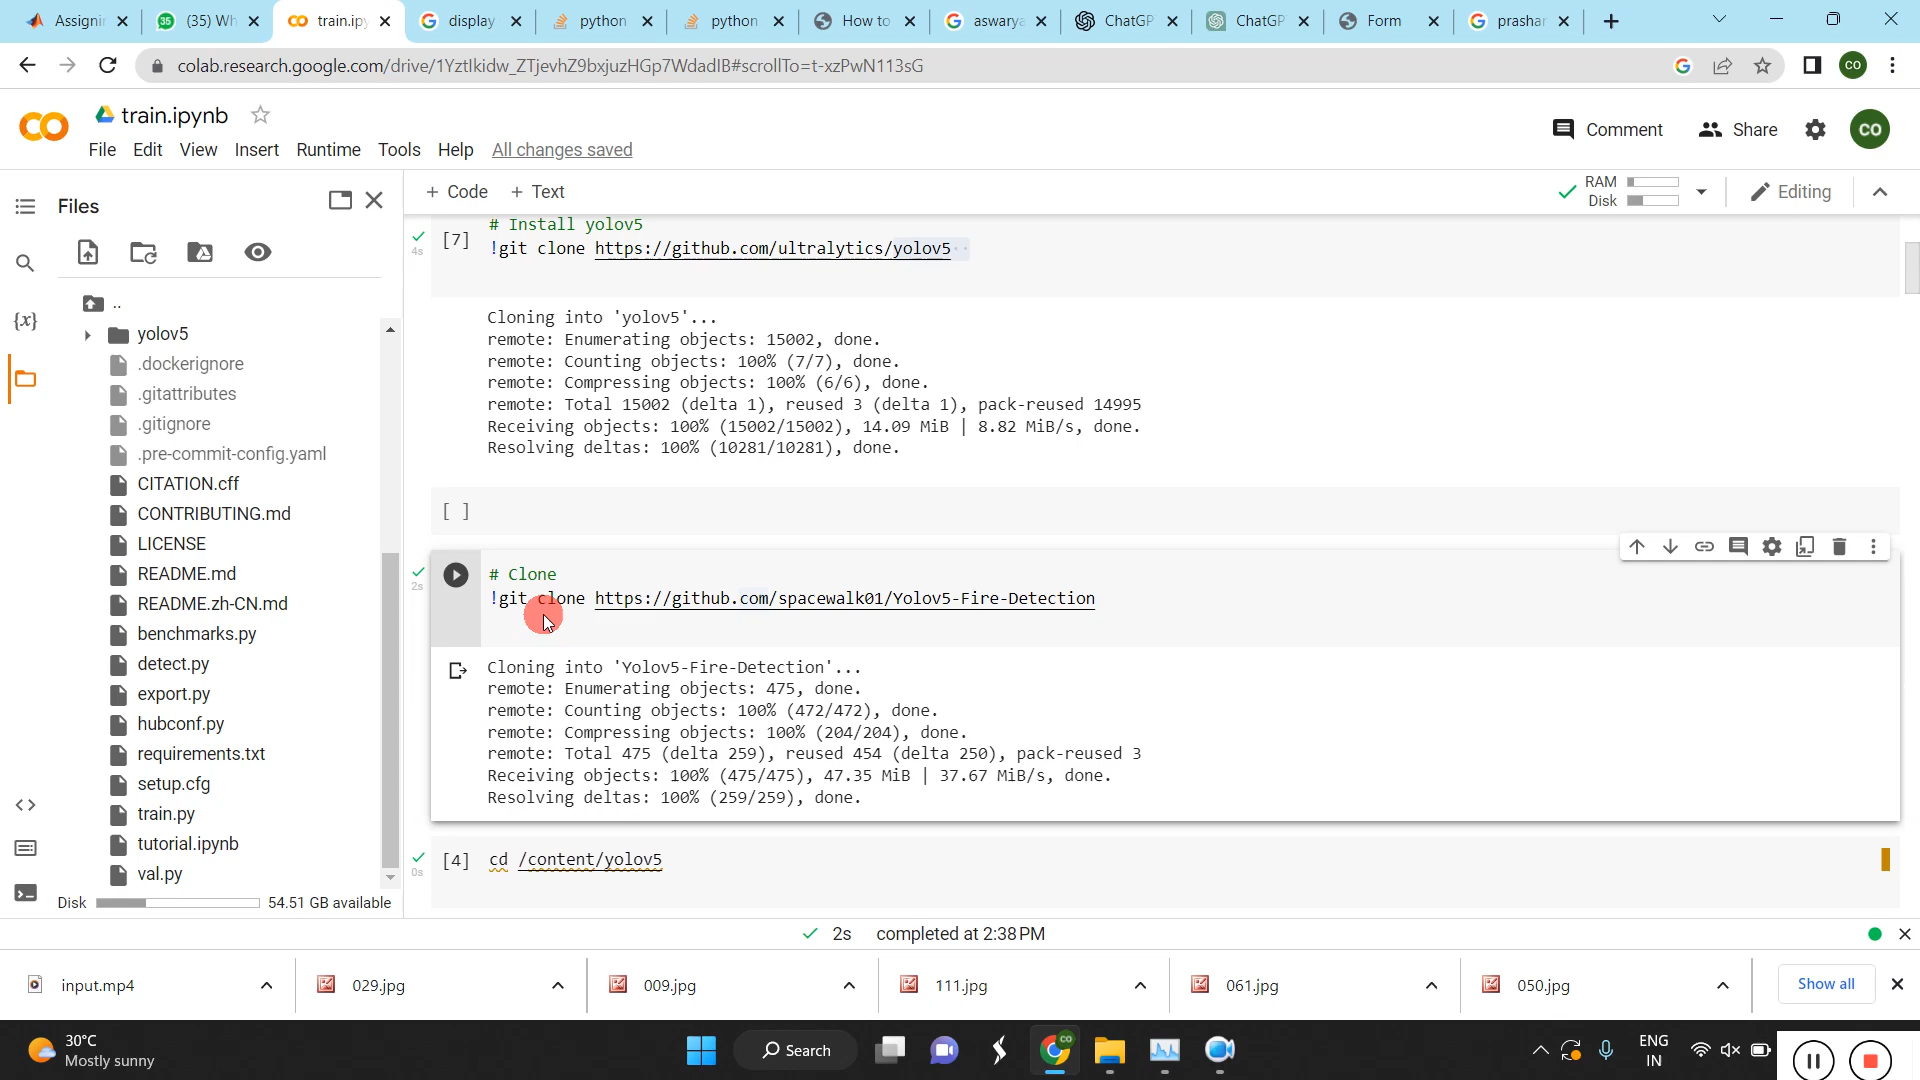 Assignm
(35) Wh
train.ipy
display
python
python
How to
aswarya
ChatGP
ChatGP
Form
prashan
colab.research.google.com/drive/1YztIkidw_ZTjevhZ9bxjuzHGp7WdadIB#scrollTo=t-xzPwN113sG
CO
train.ipynb
Comment
Share
CO
File Edit View Insert Runtime Tools Help All changes saved
Files
+ Code + Text
RAM
Disk
Editing
..
yolov5
.dockerignore
.gitattributes
.gitignore
.pre-commit-config.yaml
CITATION.cff
CONTRIBUTING.md
LICENSE
README.md
README.zh-CN.md
benchmarks.py
detect.py
export.py
hubconf.py
requirements.txt
setup.cfg
train.py
tutorial.ipynb
val.py
Disk 54.51 GB available
{x}
# Install yolov5
4s [7] !git clone https://github.com/ultralytics/yolov5
Cloning into 'yolov5'...
remote: Enumerating objects: 15002, done.
remote: Counting objects: 100% (7/7), done.
remote: Compressing objects: 100% (6/6), done.
remote: Total 15002 (delta 1), reused 3 (delta 1), pack-reused 14995
Receiving objects: 100% (15002/15002), 14.09 MiB | 8.82 MiB/s, done.
Resolving deltas: 100% (10281/10281), done.
[ ]
# Clone
2s !git clone https://github.com/spacewalk01/Yolov5-Fire-Detection
Cloning into 'Yolov5-Fire-Detection'...
remote: Enumerating objects: 475, done.
remote: Counting objects: 100% (472/472), done.
remote: Compressing objects: 100% (204/204), done.
remote: Total 475 (delta 259), reused 454 (delta 250), pack-reused 3
Receiving objects: 100% (475/475), 47.35 MiB | 37.67 MiB/s, done.
Resolving deltas: 100% (259/259), done.
0s [4] cd /content/yolov5
2s completed at 2:38 PM
input.mp4
029.jpg
009.jpg
111.jpg
061.jpg
050.jpg
Show all
30°C
Mostly sunny
Search
ENG
IN